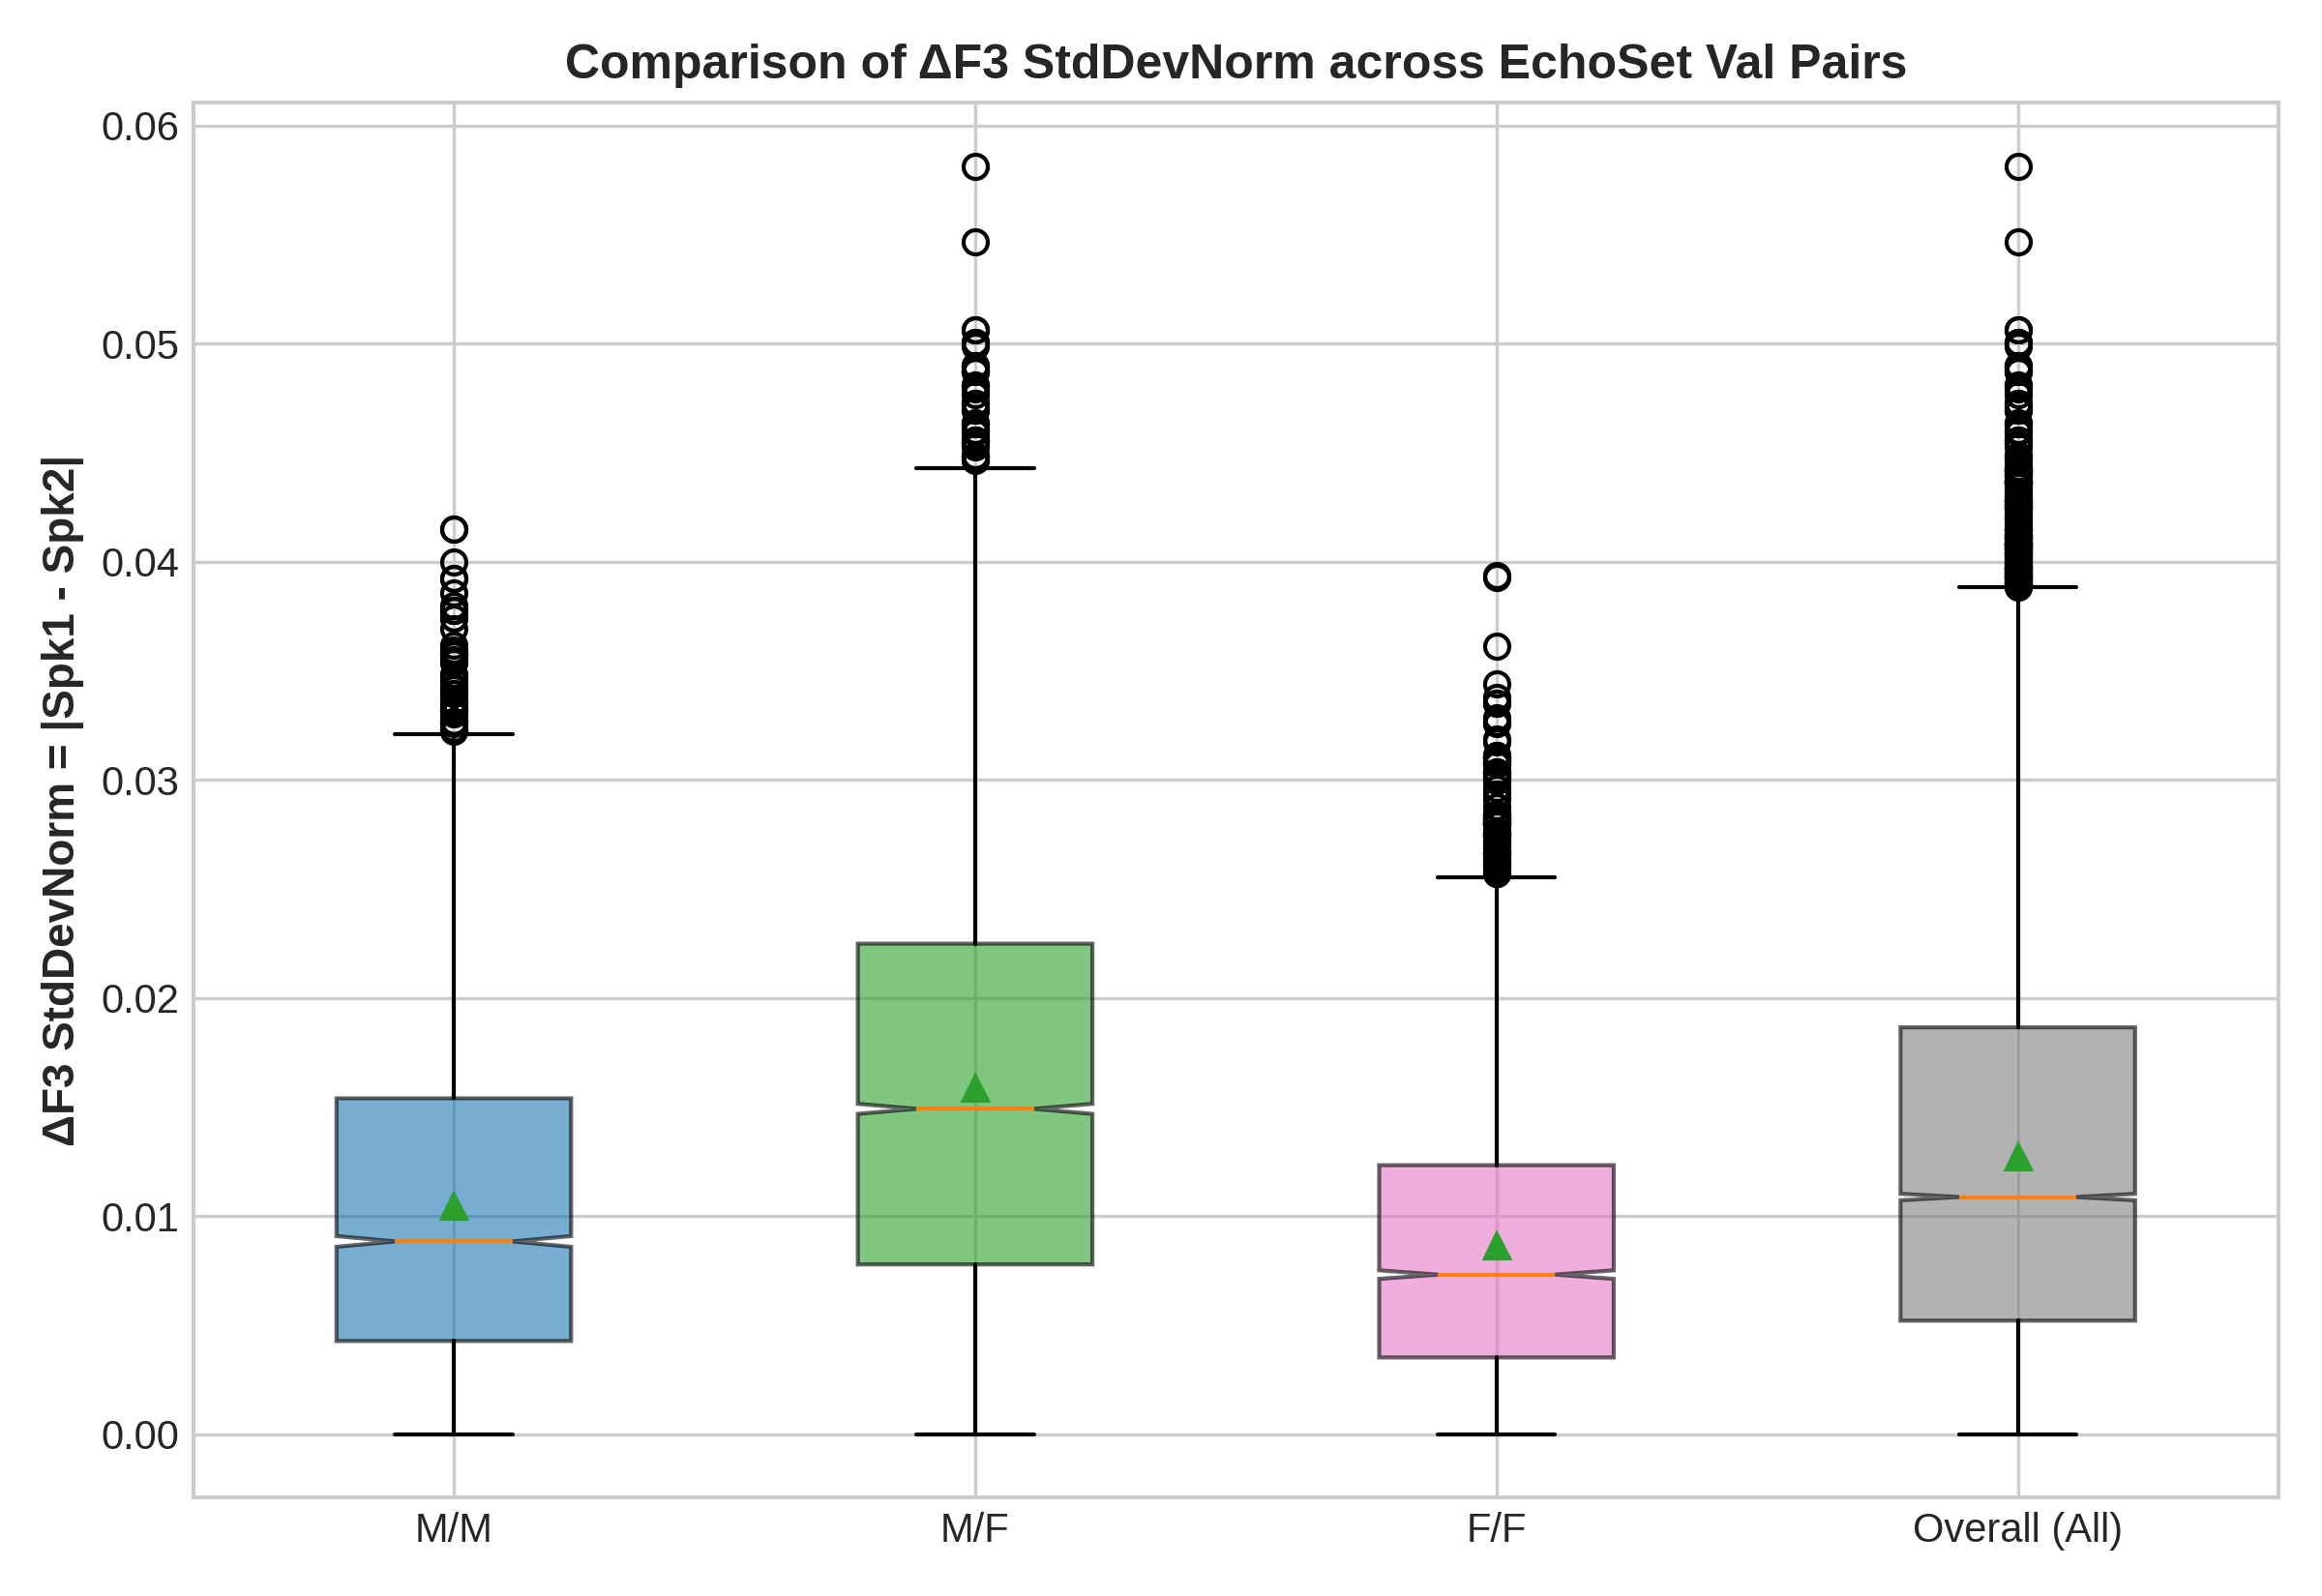 Comparison of ΔF3 StdDevNorm across EchoSet Val Pairs
ΔF3 StdDevNorm = |Spk1 - Spk2|
0.06
0.05
0.04
0.03
0.02
0.01
0.00
M/M
M/F
F/F
Overall (All)